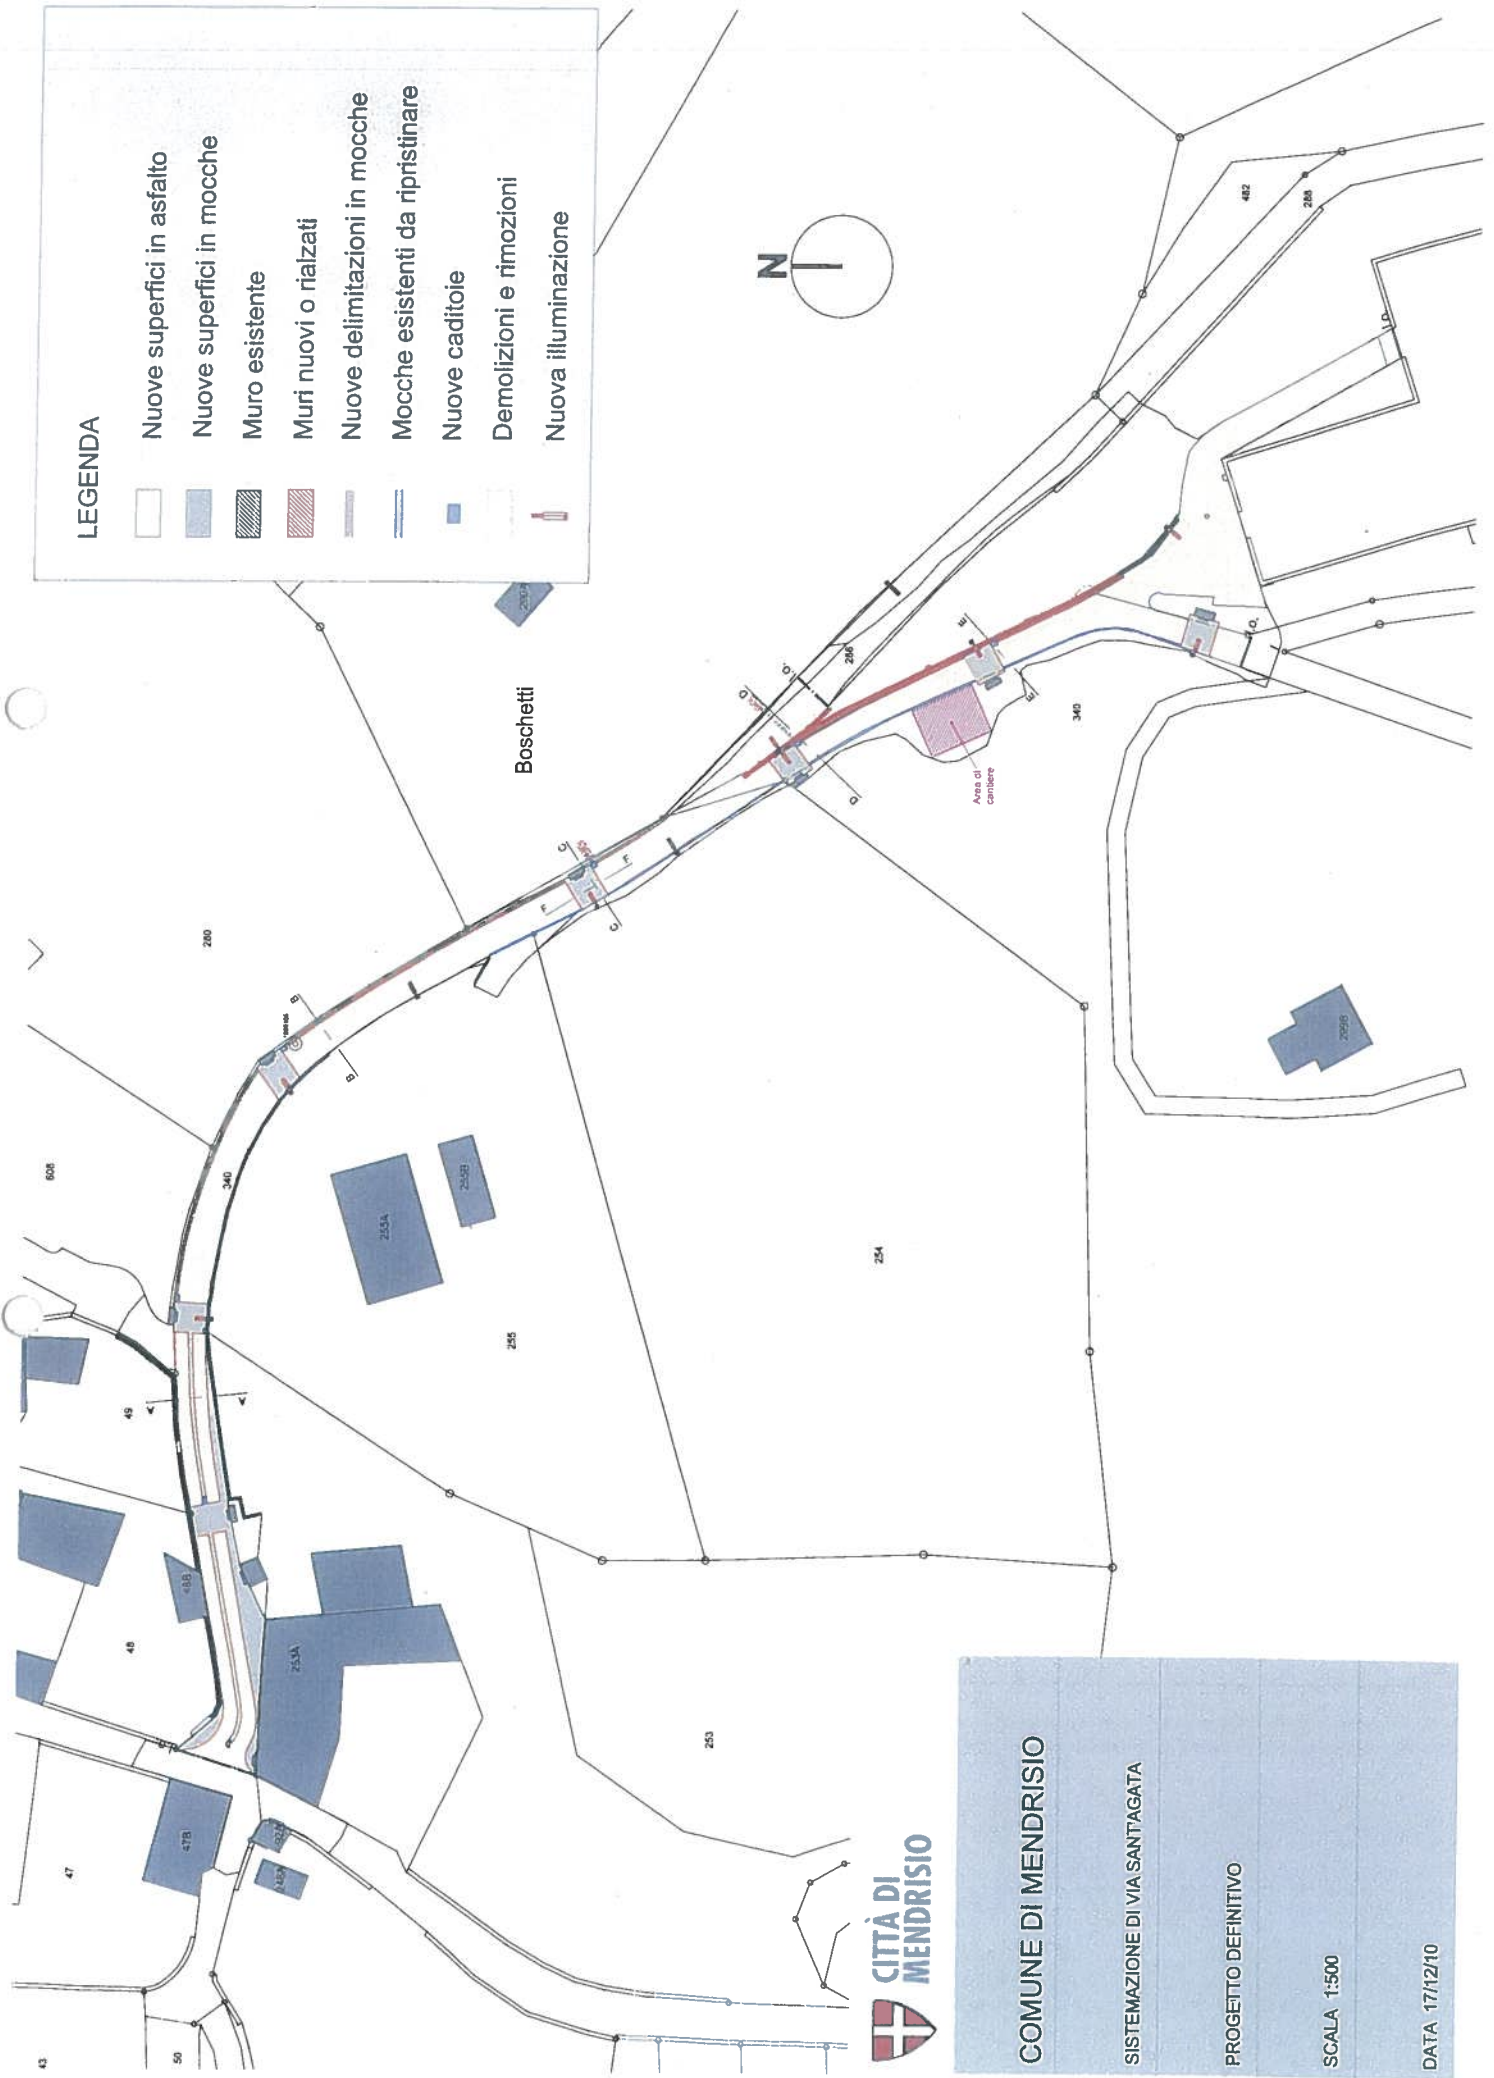 LEGENDA
Nuove superfici in asfalto
Nuove superfici in mocche
Muro esistente
Muri nuovi o rialzati
Nuove delimitazioni in mocche
Mocche esistenti da ripristinare
Nuove caditoie
Demolizioni e rimozioni
Nuova illuminazione
N
Boschetti
Area di
cantiere
43
50
47
47B
48
48B
49
608
280
340
253A
253
255A
255B
255
254
286
340
482
288
A
A
B
B
C
C
F
F
D
D
E
E
CITTÀ DI
MENDRISIO
COMUNE DI MENDRISIO
SISTEMAZIONE DI VIA SANT'AGATA
PROGETTO DEFINITIVO
SCALA 1:500
DATA 17/12/10